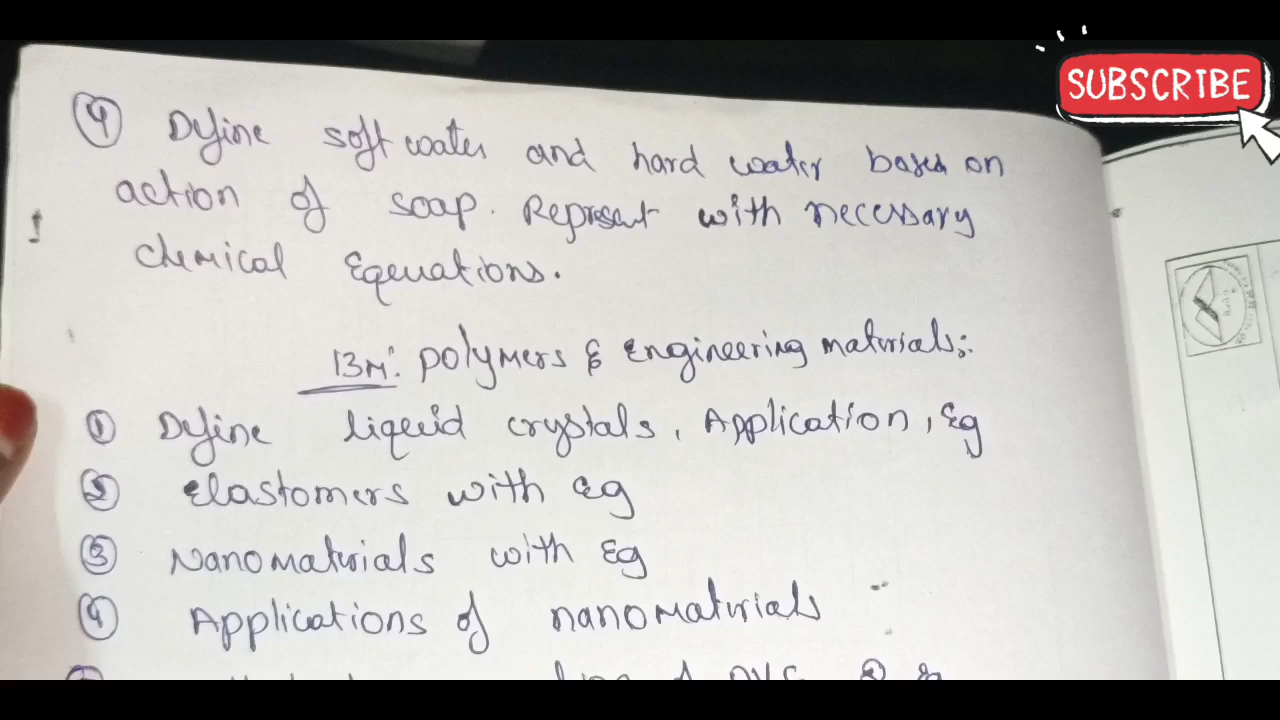 SUBSCRIBE
④ Define soft water and hard water based on
action of soap. Represent with necessary
chemical Equations.
13M: Polymers & Engineering materials:
① Define liquid crystals, Application, Eg
② Elastomers with eg
③ Nanomaterials with Eg
④ Applications of nanomaterials